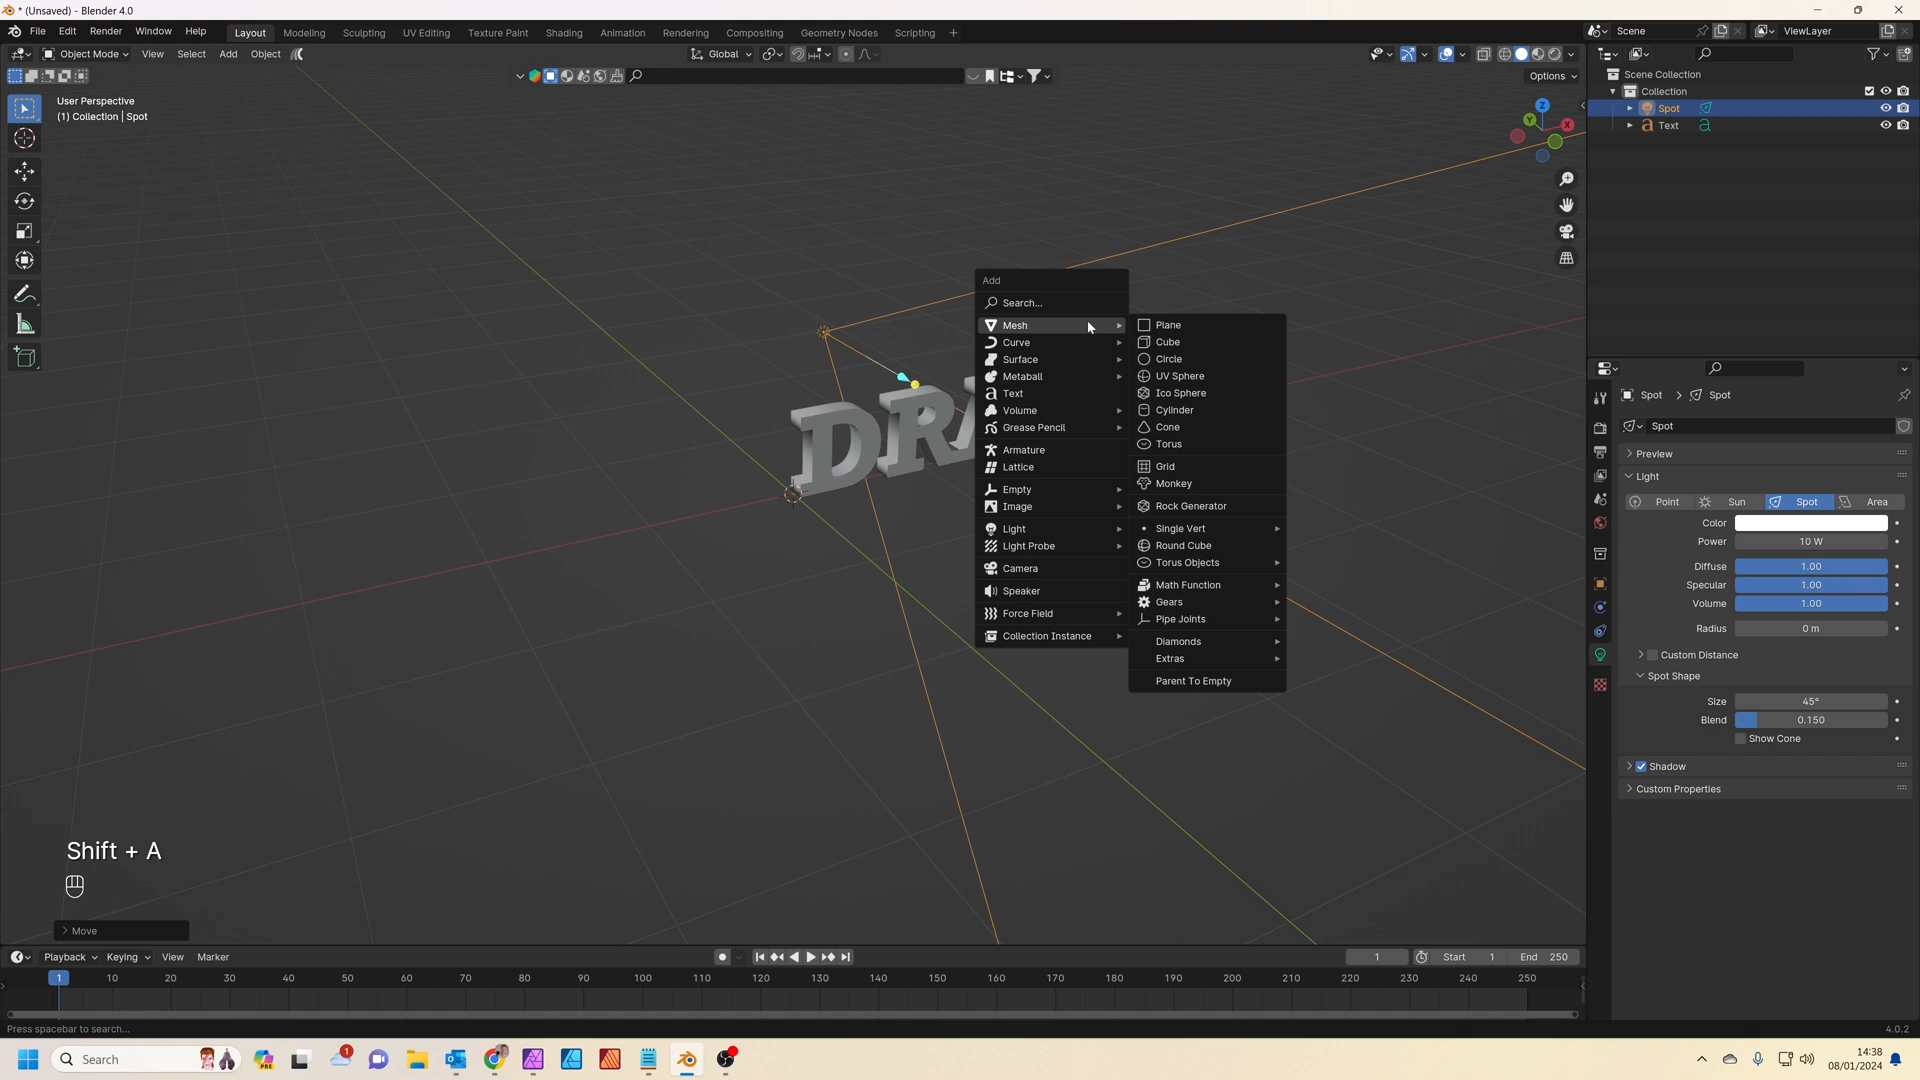 * (Unsaved) - Blender 4.0
File Edit Render Window Help Layout Modeling Sculpting UV Editing Texture Paint Shading Animation Rendering Compositing Geometry Nodes Scripting + Scene ViewLayer
Object Mode View Select Add Object Global
Options
User Perspective
(1) Collection | Spot
Z
Y
X
Scene Collection
Collection
Spot
Text
DRA
Add
Search...
Mesh
Curve
Surface
Metaball
Text
Volume
Grease Pencil
Armature
Lattice
Empty
Image
Light
Light Probe
Camera
Speaker
Force Field
Collection Instance
Plane
Cube
Circle
UV Sphere
Ico Sphere
Cylinder
Cone
Torus
Grid
Monkey
Rock Generator
Single Vert
Round Cube
Torus Objects
Math Function
Gears
Pipe Joints
Diamonds
Extras
Parent To Empty
Spot > Spot
Spot
Preview
Light
Point Sun Spot Area
Color
Power 10 W
Diffuse 1.00
Specular 1.00
Volume 1.00
Radius 0 m
Custom Distance
Spot Shape
Size 45°
Blend 0.150
Show Cone
Shadow
Custom Properties
Shift + A
Move
Playback Keying View Marker 1 Start 1 End 250
1 10 20 30 40 50 60 70 80 90 100 110 120 130 140 150 160 170 180 190 200 210 220 230 240 250
Press spacebar to search... 4.0.2
Search PRE 1 14:38
08/01/2024